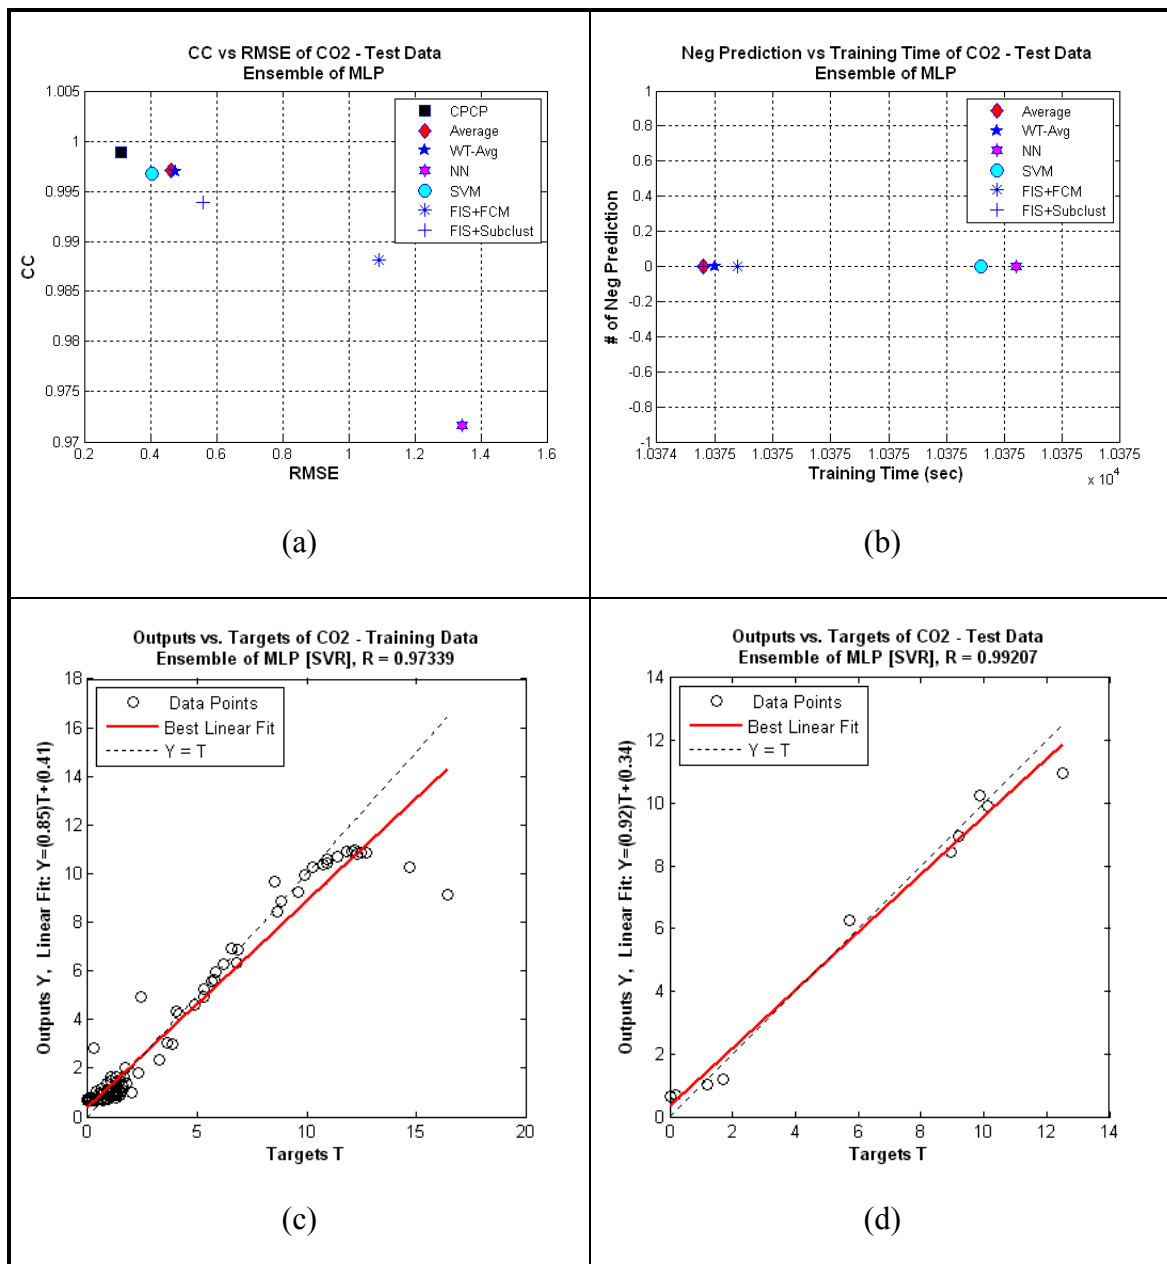 CC vs RMSE of CO2 - Test Data
Ensemble of MLP
1.005
1
0.995
0.99
0.985
0.98
0.975
0.97
CC
CPCP
Average
WT-Avg
NN
SVM
FIS+FCM
FIS+Subclust
0.2 0.4 0.6 0.8 1 1.2 1.4 1.6
RMSE
(a)
Neg Prediction vs Training Time of CO2 - Test Data
Ensemble of MLP
1
0.8
0.6
0.4
0.2
0
-0.2
-0.4
-0.6
-0.8
-1
# of Neg Prediction
Average
WT-Avg
NN
SVM
FIS+FCM
FIS+Subclust
1.0374 1.0375 1.0375 1.0375 1.0375 1.0375 1.0375 1.0375 1.0375
Training Time (sec)
x 10^4
(b)
Outputs vs. Targets of CO2 - Training Data
Ensemble of MLP [SVR], R = 0.97339
18
16
14
12
10
8
6
4
2
0
Outputs Y, Linear Fit: Y=(0.85)T+(0.41)
Data Points
Best Linear Fit
Y = T
0 5 10 15 20
Targets T
(c)
Outputs vs. Targets of CO2 - Test Data
Ensemble of MLP [SVR], R = 0.99207
14
12
10
8
6
4
2
0
Outputs Y, Linear Fit: Y=(0.92)T+(0.34)
Data Points
Best Linear Fit
Y = T
0 2 4 6 8 10 12 14
Targets T
(d)